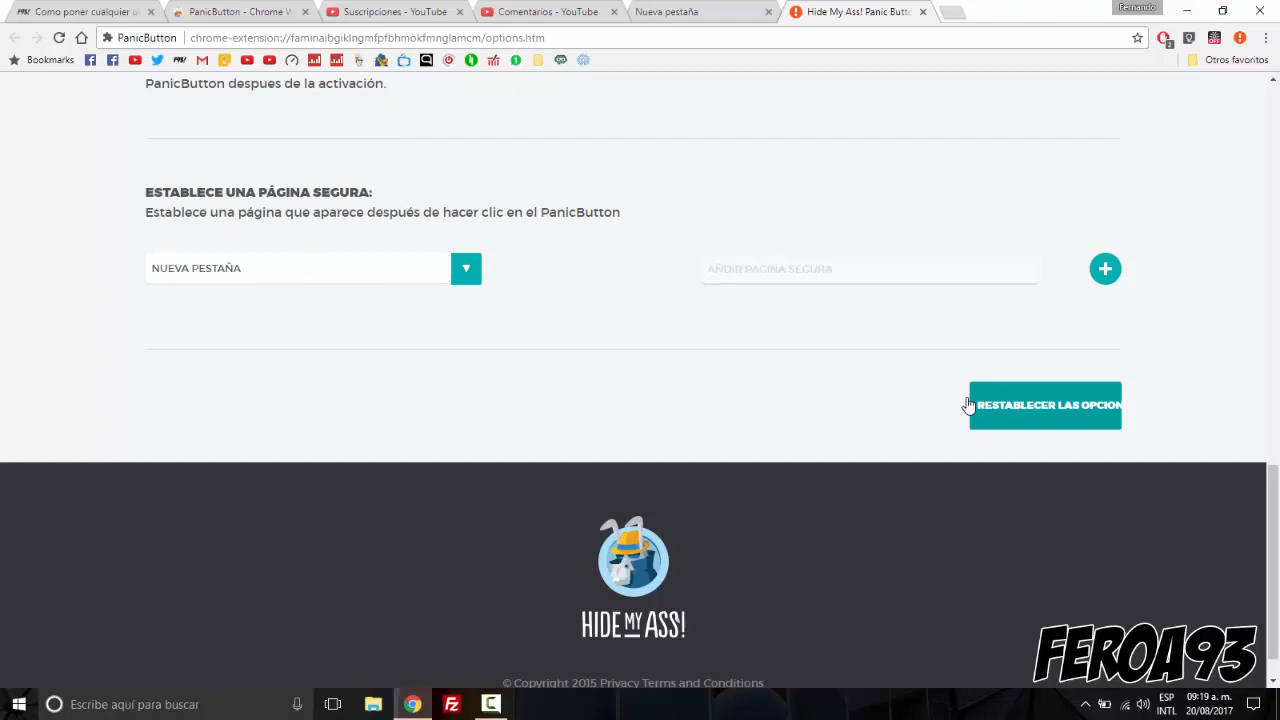 Como poner cualquier u
PanicButton - Chrome W
Suscripciones - YouTube
Comentarios - YouTube
Nueva pestaña
Hide My Ass! Panic Butto
Fernando
PanicButton
chrome-extension://faminaibgiklngmfpfbhmokfmnglamcm/options.htm
Bookmarks
Otros favoritos
PanicButton despues de la activación.
ESTABLECE UNA PÁGINA SEGURA:
Establece una página que aparece después de hacer clic en el PanicButton
NUEVA PESTAÑA
AÑDIR PAGINA SEGURA
RESTABLECER LAS OPCION
HIDE MY ASS!
© Copyright 2015 Privacy Terms and Conditions
FEROA93
Escribe aquí para buscar
ESP
INTL
09:19 a. m.
20/08/2017